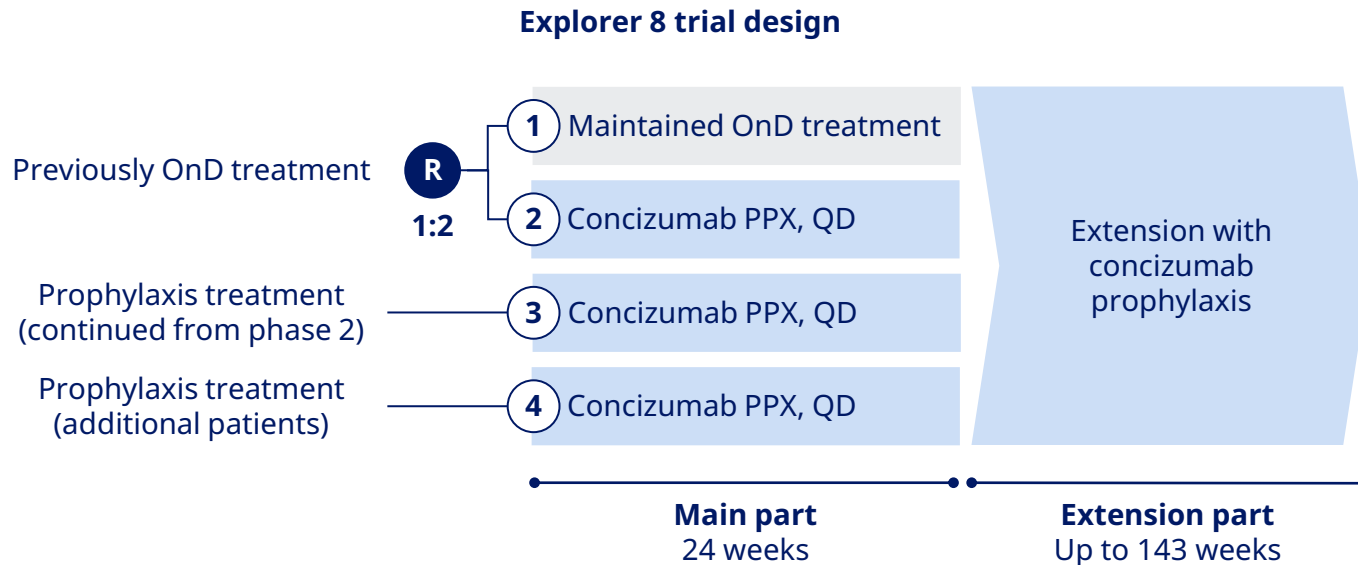 Explorer 8 trial design
Previously OnD treatment
R
1:2
1 Maintained OnD treatment
2 Concizumab PPX, QD
Prophylaxis treatment
(continued from phase 2)
3 Concizumab PPX, QD
Prophylaxis treatment
(additional patients)
4 Concizumab PPX, QD
Extension with
concizumab
prophylaxis
Main part
24 weeks
Extension part
Up to 143 weeks